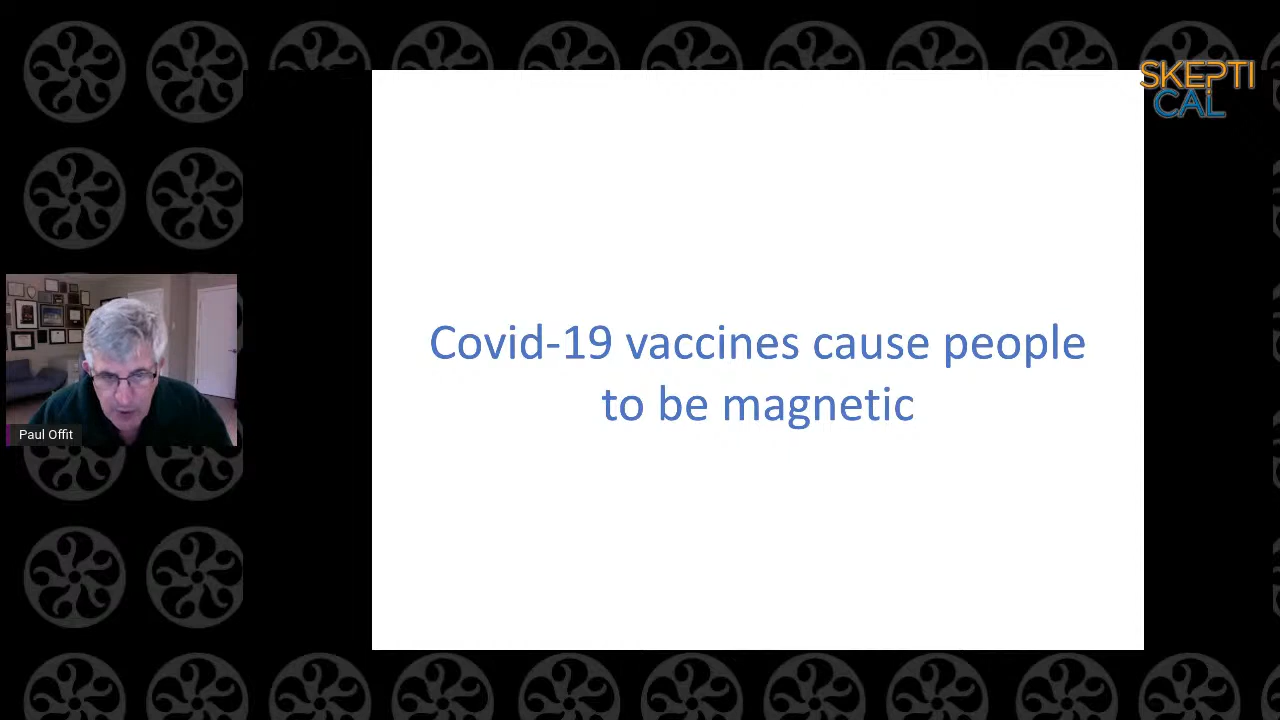 SKEPTI
CAL
Covid-19 vaccines cause people
to be magnetic
Paul Offit